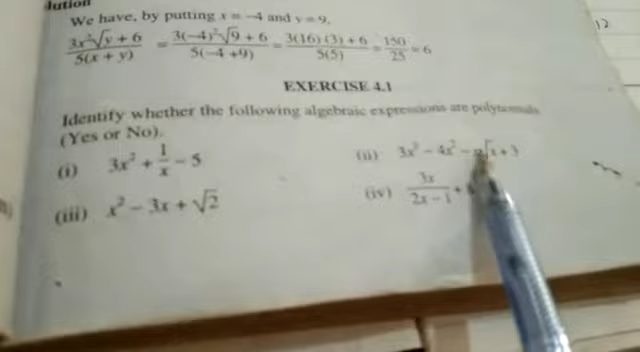 lution
We have, by putting x = -4 and y = 9,
3x²√y + 6 / 5(x + y) = 3(-4)²√9 + 6 / 5(-4 + 9) = 3(16)(3) + 6 / 5(5) = 150 / 25 = 6
EXERCISE 4.1
Identify whether the following algebraic expressions are polynomials
(Yes or No).
(i) 3x² + 1/x - 5
(ii) 3x³ - 4x² - x√x + 3
(iii) x² - 3x + √2
(iv) 3x / 2x - 1 +